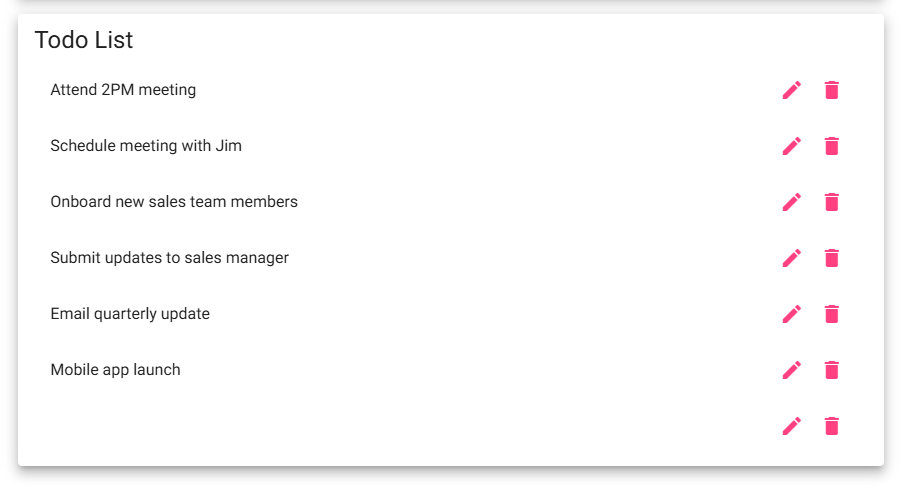 Todo List
Attend 2PM meeting
Schedule meeting with Jim
Onboard new sales team members
Submit updates to sales manager
Email quarterly update
Mobile app launch